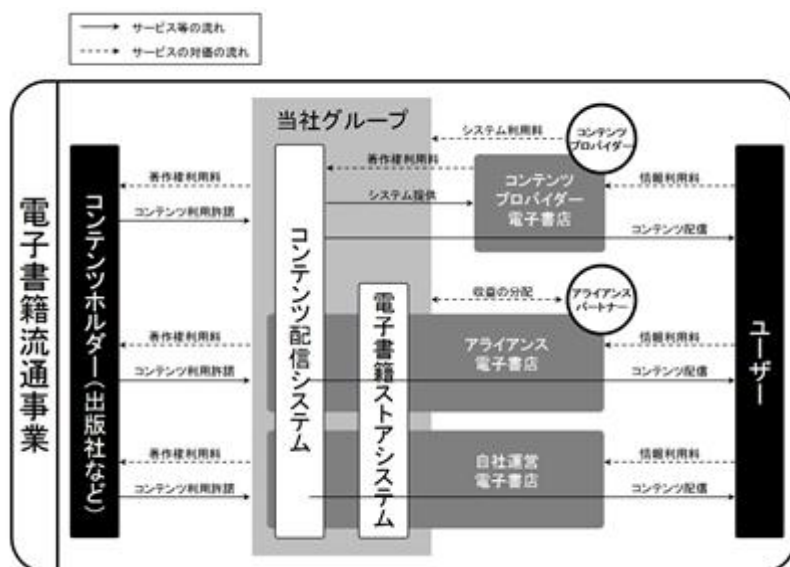 サービス等の流れ
サービスの対価の流れ
電子書籍流通事業
コンテンツホルダー(出版社など)
当社グループ
コンテンツ配信システム
電子書籍ストアシステム
ユーザー
システム利用料
コンテンツ
プロバイダー
著作権利用料
著作権利用料
コンテンツ
プロバイダー
電子書店
情報利用料
システム提供
コンテンツ利用許諾
コンテンツ配信
収益の分配
アライアンス
パートナー
著作権利用料
アライアンス
電子書店
情報利用料
コンテンツ利用許諾
コンテンツ配信
著作権利用料
自社運営
電子書店
情報利用料
コンテンツ利用許諾
コンテンツ配信